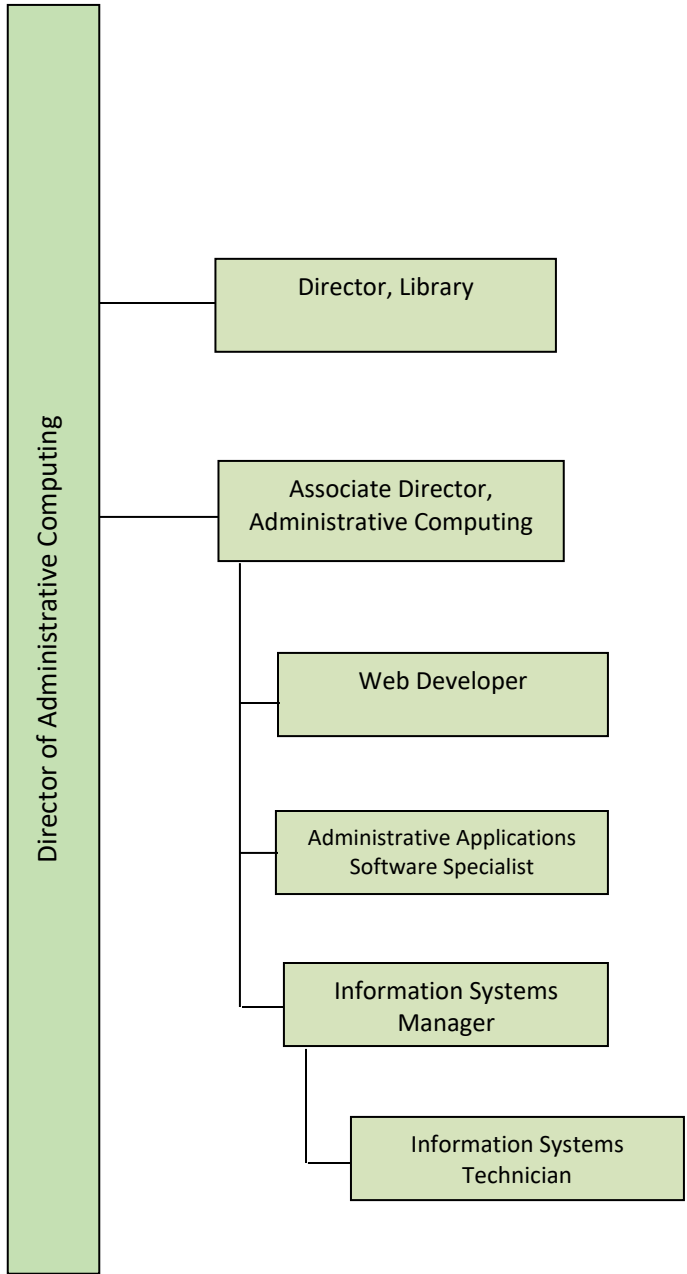 Director of Administrative Computing
Director, Library
Associate Director,
Administrative Computing
Web Developer
Administrative Applications
Software Specialist
Information Systems
Manager
Information Systems
Technician